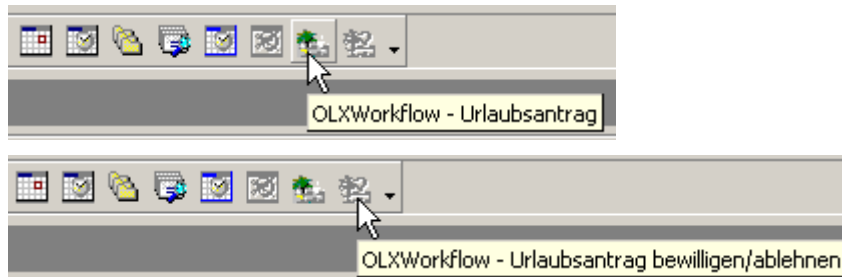 OLXWorkflow - Urlaubsantrag
OLXWorkflow - Urlaubsantrag bewilligen/ablehnen